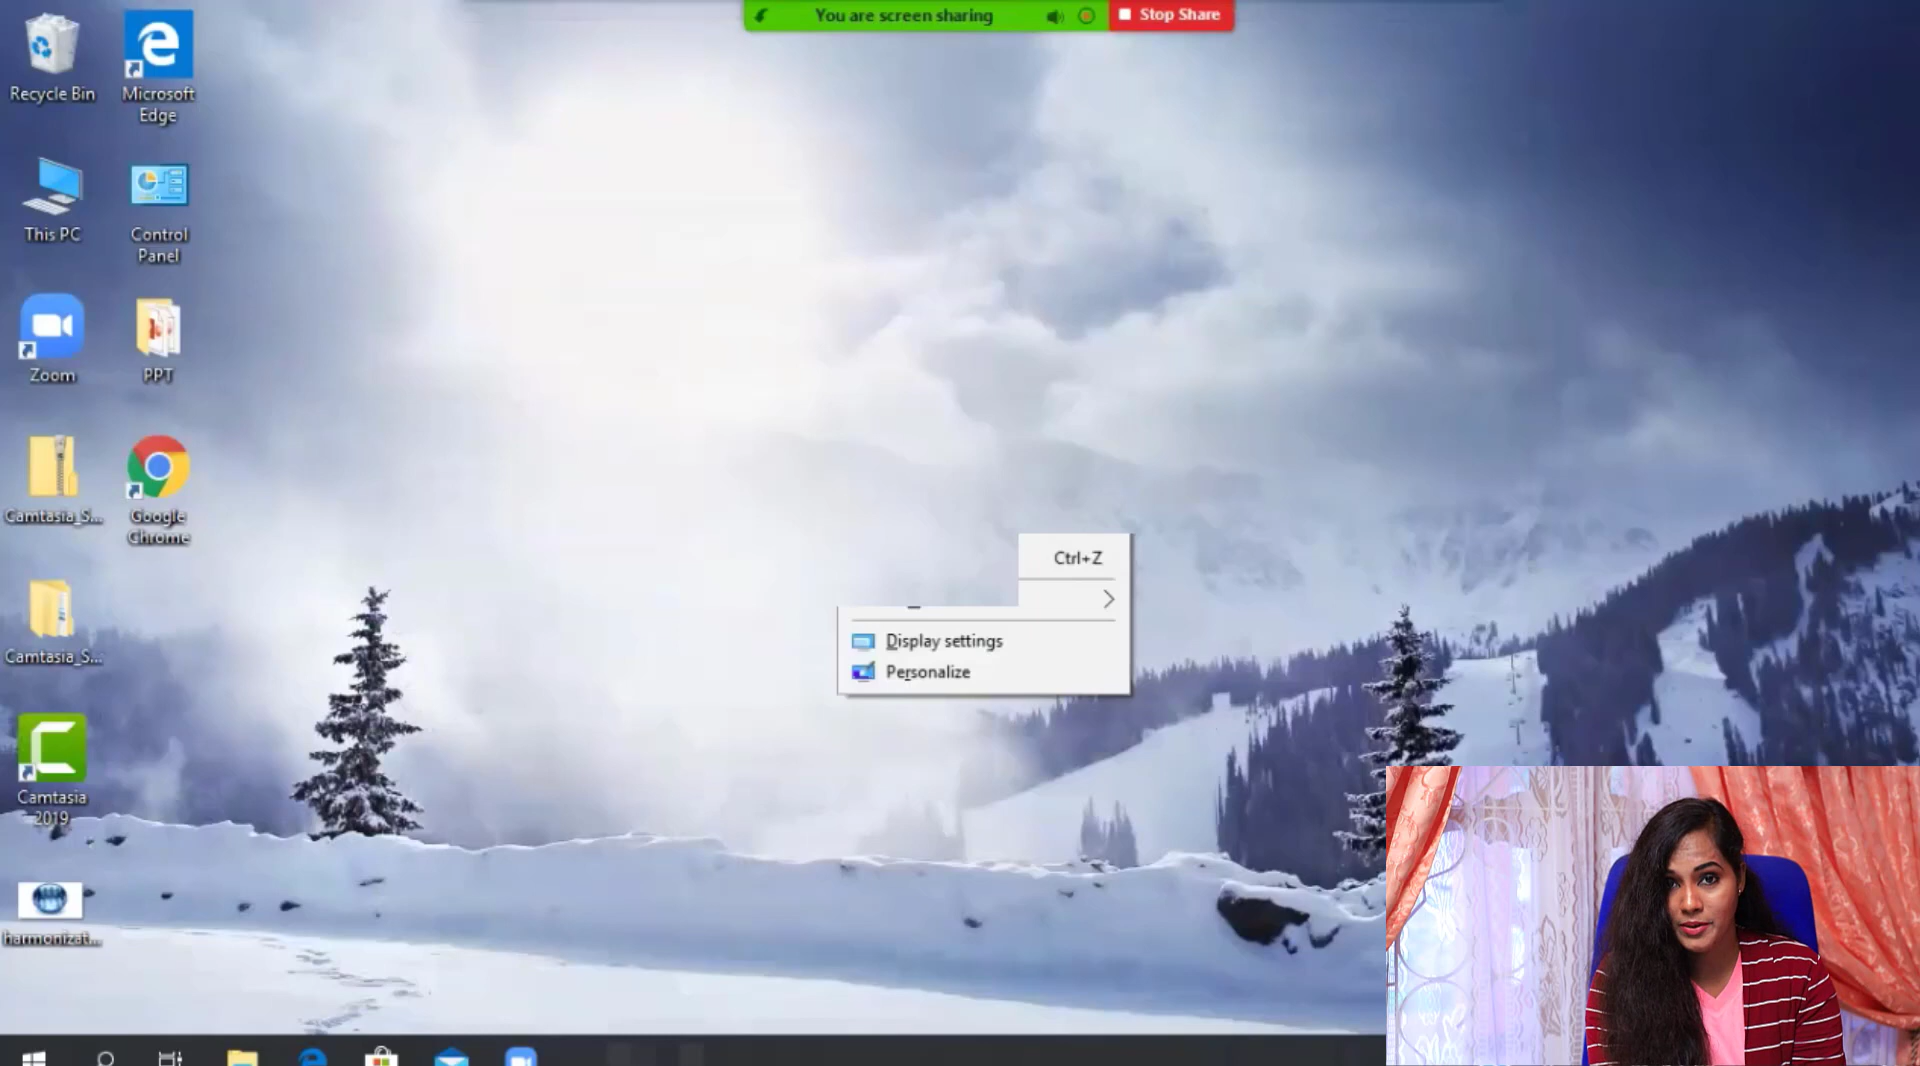 You are screen sharing
Stop Share
Recycle Bin
Microsoft
Edge
This PC
Control
Panel
Zoom
PPT
Camtasia_S...
Google
Chrome
Ctrl+Z
Display settings
Personalize
Camtasia_S...
Camtasia
2019
harmonizat...